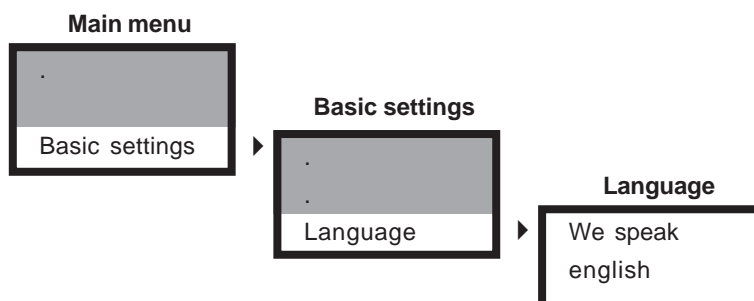 Main menu
.
Basic settings
Basic settings
.
.
Language
Language
We speak
english